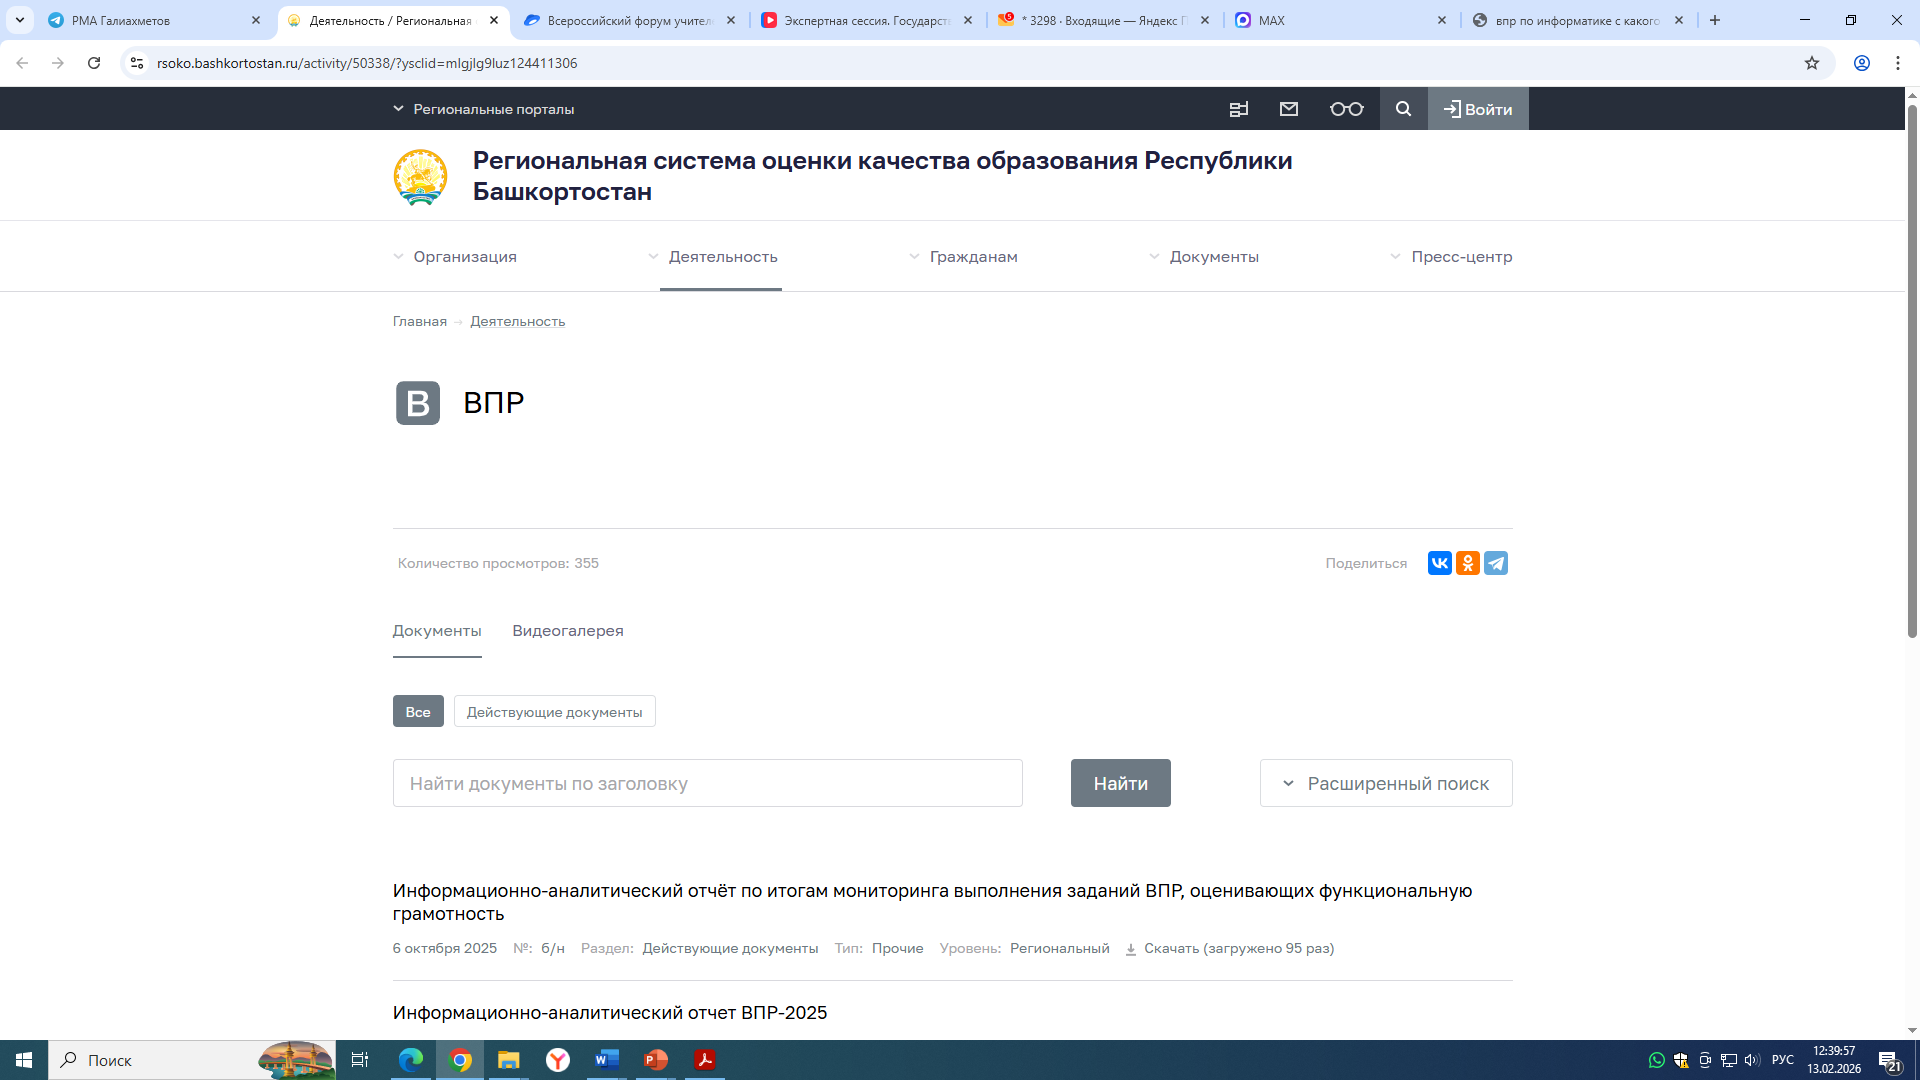 РМА Галиахметов
Деятельность / Региональная
Всероссийский форум учител
Экспертная сессия. Государст
* 3298 · Входящие — Яндекс П
MAX
впр по информатике с какого
rsoko.bashkortostan.ru/activity/50338/?ysclid=mlgjlg9luz124411306
Региональные порталы
Войти
Региональная система оценки качества образования Республики
Башкортостан
Организация
Деятельность
Гражданам
Документы
Пресс-центр
Главная → Деятельность
В ВПР
Количество просмотров: 355
Поделиться
Документы
Видеогалерея
Все
Действующие документы
Найти документы по заголовку
Найти
Расширенный поиск
Информационно-аналитический отчёт по итогам мониторинга выполнения заданий ВПР, оценивающих функциональную
грамотность
6 октября 2025 №: б/н Раздел: Действующие документы Тип: Прочие Уровень: Региональный Скачать (загружено 95 раз)
Информационно-аналитический отчет ВПР-2025
Поиск
РУС
12:39:57
13.02.2026
21